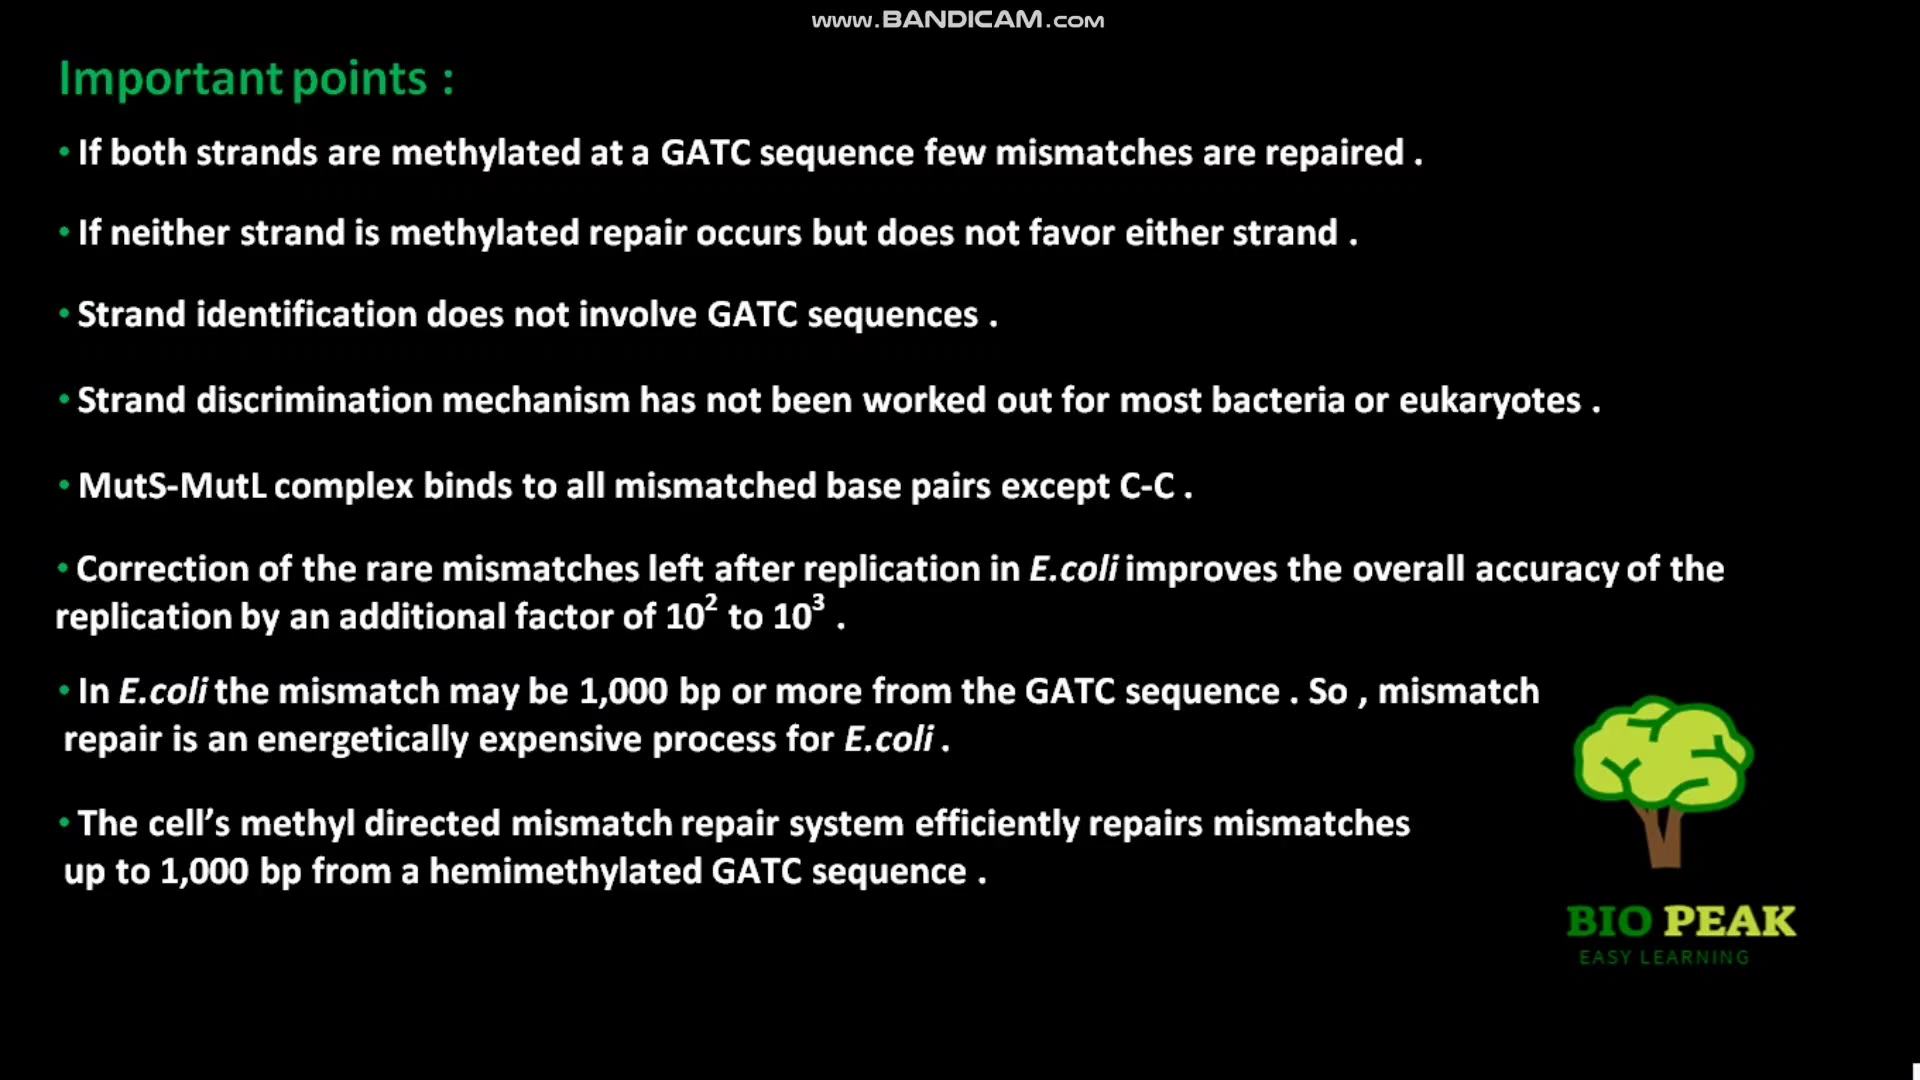 www.BANDICAM.com
Important points :
• If both strands are methylated at a GATC sequence few mismatches are repaired .
• If neither strand is methylated repair occurs but does not favor either strand .
• Strand identification does not involve GATC sequences .
• Strand discrimination mechanism has not been worked out for most bacteria or eukaryotes .
• MutS-MutL complex binds to all mismatched base pairs except C-C .
• Correction of the rare mismatches left after replication in E.coli improves the overall accuracy of the
replication by an additional factor of 10² to 10³ .
• In E.coli the mismatch may be 1,000 bp or more from the GATC sequence . So , mismatch
repair is an energetically expensive process for E.coli .
• The cell’s methyl directed mismatch repair system efficiently repairs mismatches
up to 1,000 bp from a hemimethylated GATC sequence .
BIO PEAK
EASY LEARNING